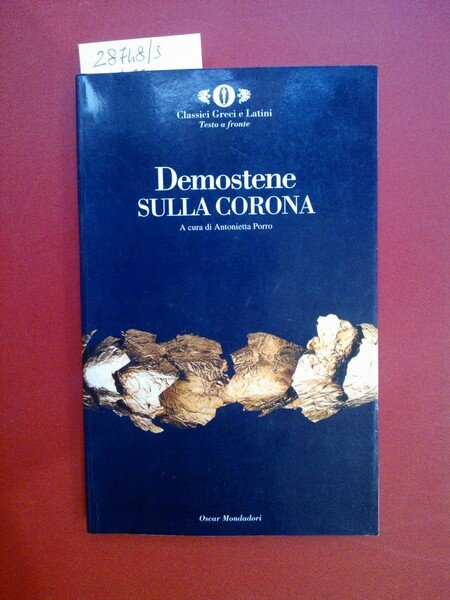 28748/S
Classici Greci e Latini
Testo a fronte
Demostene
SULLA CORONA
A cura di Antonietta Porro
Oscar Mondadori